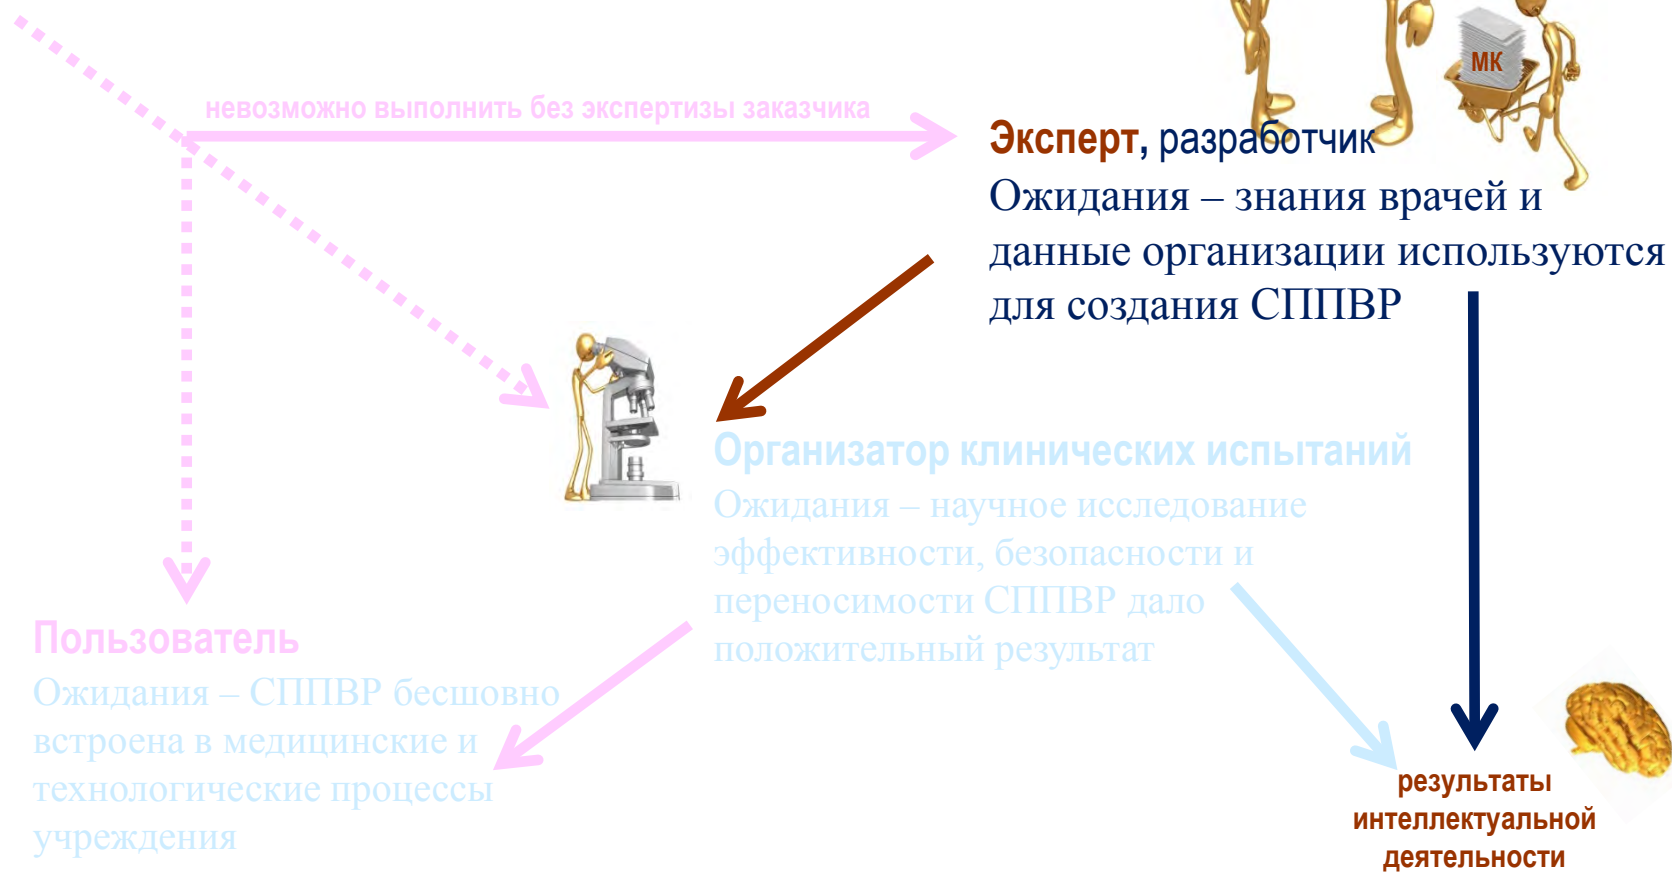 МК
невозможно выполнить без экспертизы заказчика
Эксперт, разработчик
Ожидания – знания врачей и
данные организации используются
для создания СППВР
Организатор клинических испытаний
Ожидания – научное исследование
эффективности, безопасности и
переносимости СППВР дало
положительный результат
Пользователь
Ожидания – СППВР бесшовно
встроена в медицинские и
технологические процессы
учреждения
результаты
интеллектуальной
деятельности